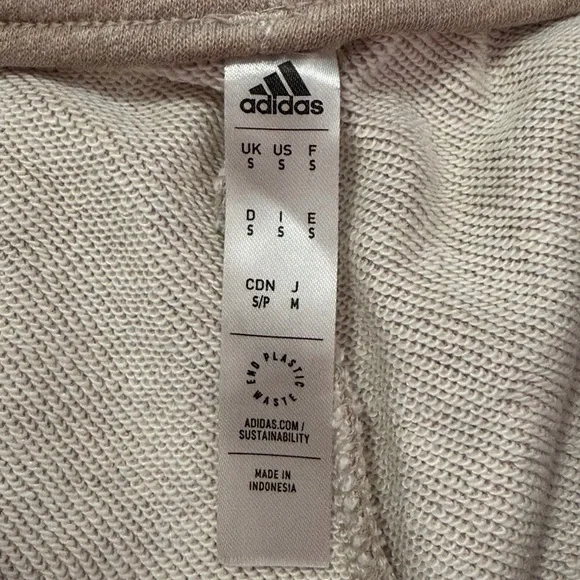 adidas
UK US F
S S S
D I E
S S S
CDN J
S/P M
END PLASTIC WASTE
ADIDAS.COM/
SUSTAINABILITY
MADE IN
INDONESIA